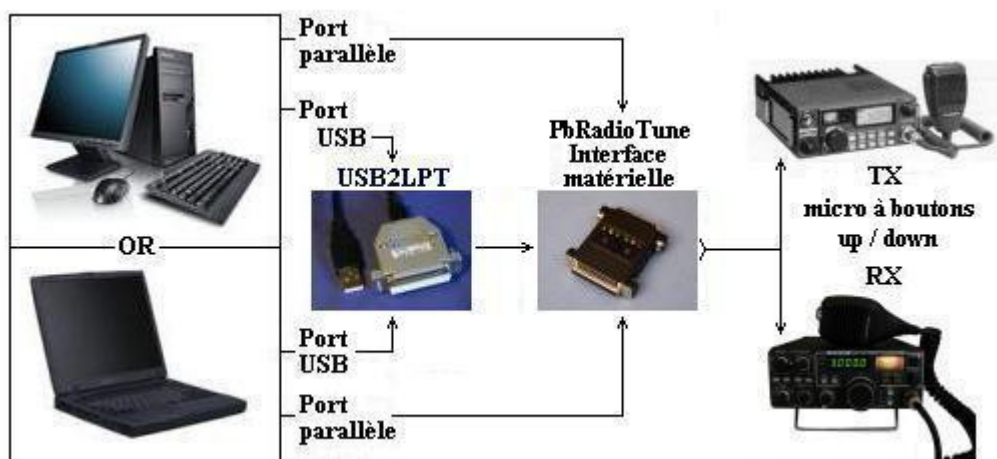 Port
parallèle
Port
USB
USB2LPT
PbRadioTune
Interface
matérielle
TX
micro à boutons
up / down
RX
OR
Port
USB
Port
parallèle